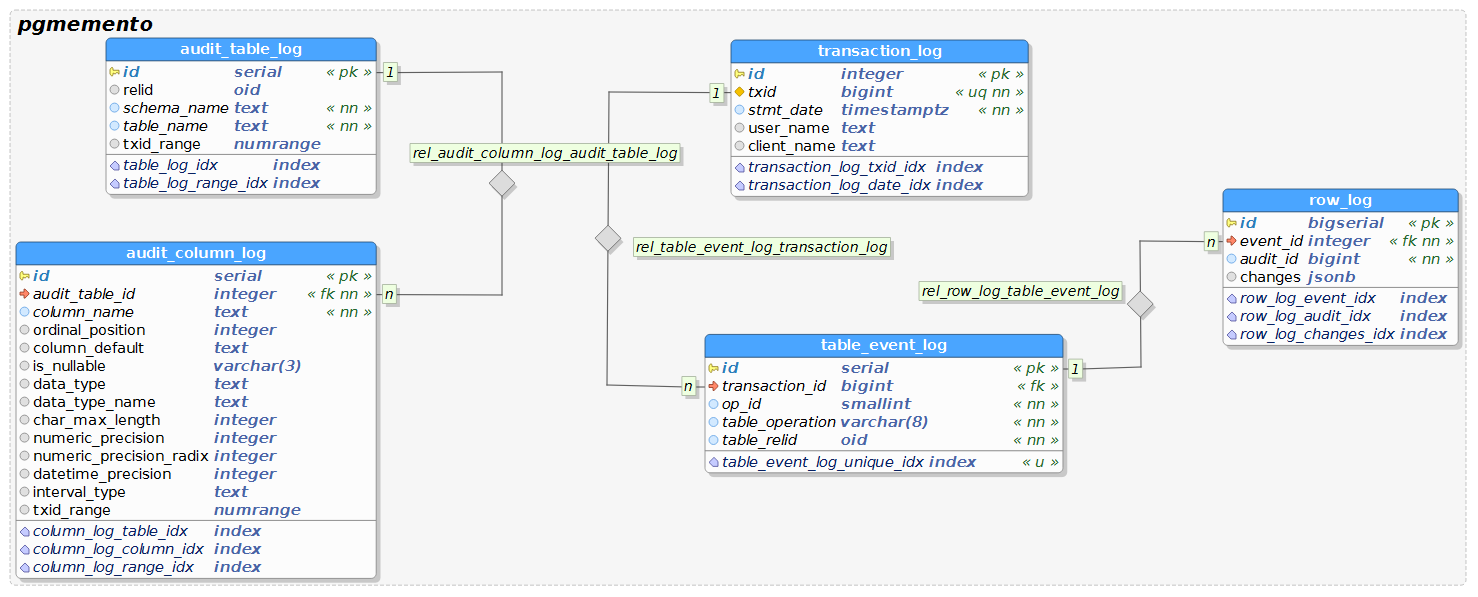 pgmemento
audit_table_log
id serial « pk »
relid oid
schema_name text « nn »
table_name text « nn »
txid_range numrange
table_log_idx index
table_log_range_idx index
1
rel_audit_column_log_audit_table_log
n
audit_column_log
id serial « pk »
audit_table_id integer « fk nn »
column_name text « nn »
ordinal_position integer
column_default text
is_nullable varchar(3)
data_type text
data_type_name text
char_max_length integer
numeric_precision integer
numeric_precision_radix integer
datetime_precision integer
interval_type text
txid_range numrange
column_log_table_idx index
column_log_column_idx index
column_log_range_idx index
transaction_log
id integer « pk »
txid bigint « uq nn »
stmt_date timestamptz « nn »
user_name text
client_name text
transaction_log_txid_idx index
transaction_log_date_idx index
1
rel_table_event_log_transaction_log
n
table_event_log
id serial « pk »
transaction_id bigint « fk »
op_id smallint « nn »
table_operation varchar(8) « nn »
table_relid oid « nn »
table_event_log_unique_idx index « u »
1
rel_row_log_table_event_log
n
row_log
id bigserial « pk »
event_id integer « fk nn »
audit_id bigint « nn »
changes jsonb
row_log_event_idx index
row_log_audit_idx index
row_log_changes_idx index